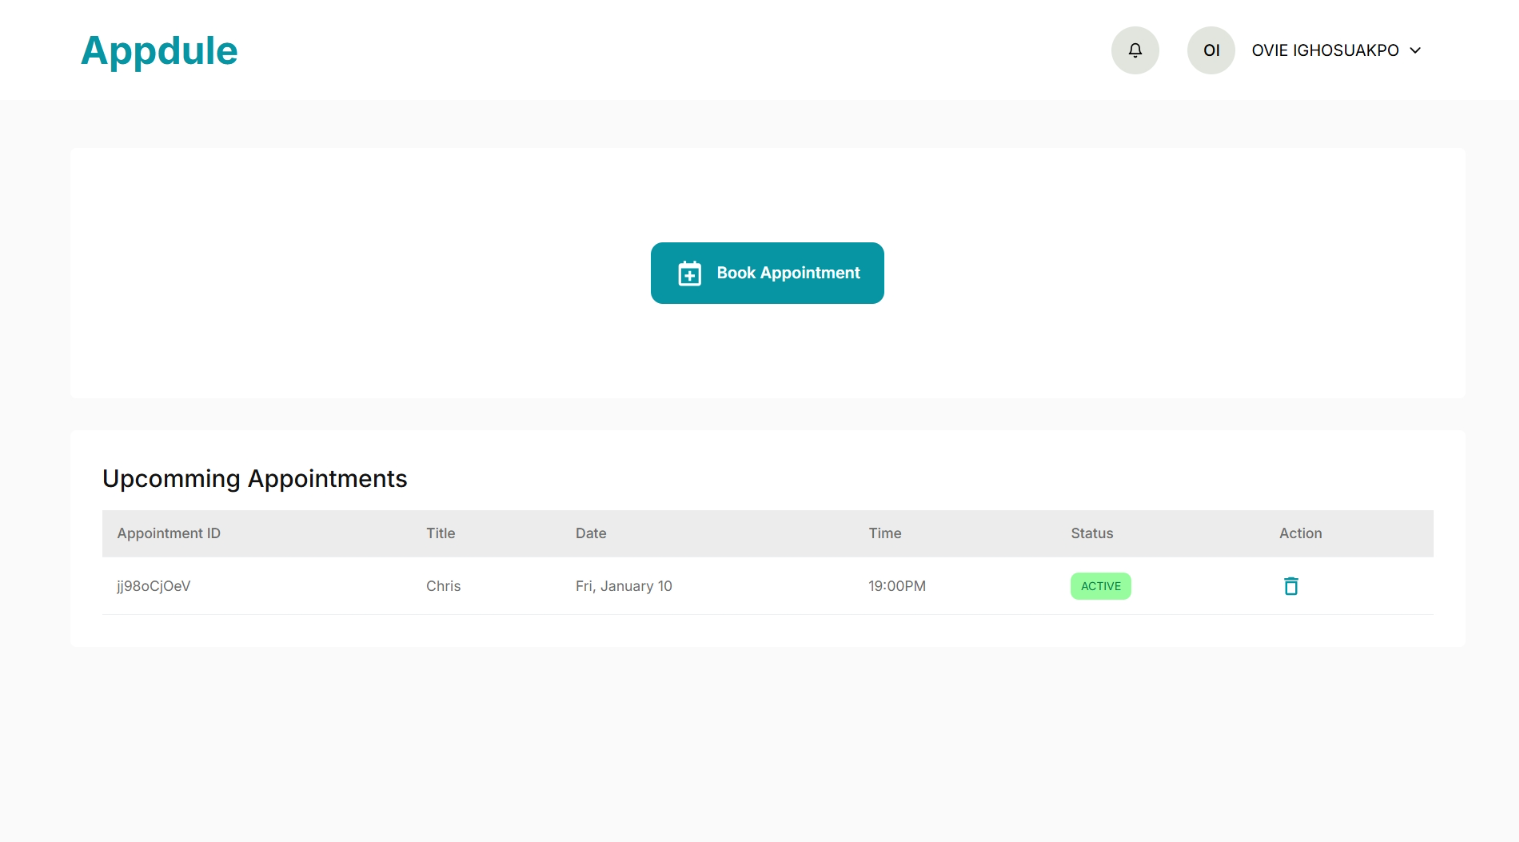 Appdule
OI OVIE IGHOSUAKPO
Book Appointment
Upcomming Appointments
Appointment ID Title Date Time Status Action
jj98oCjOeV Chris Fri, January 10 19:00PM ACTIVE